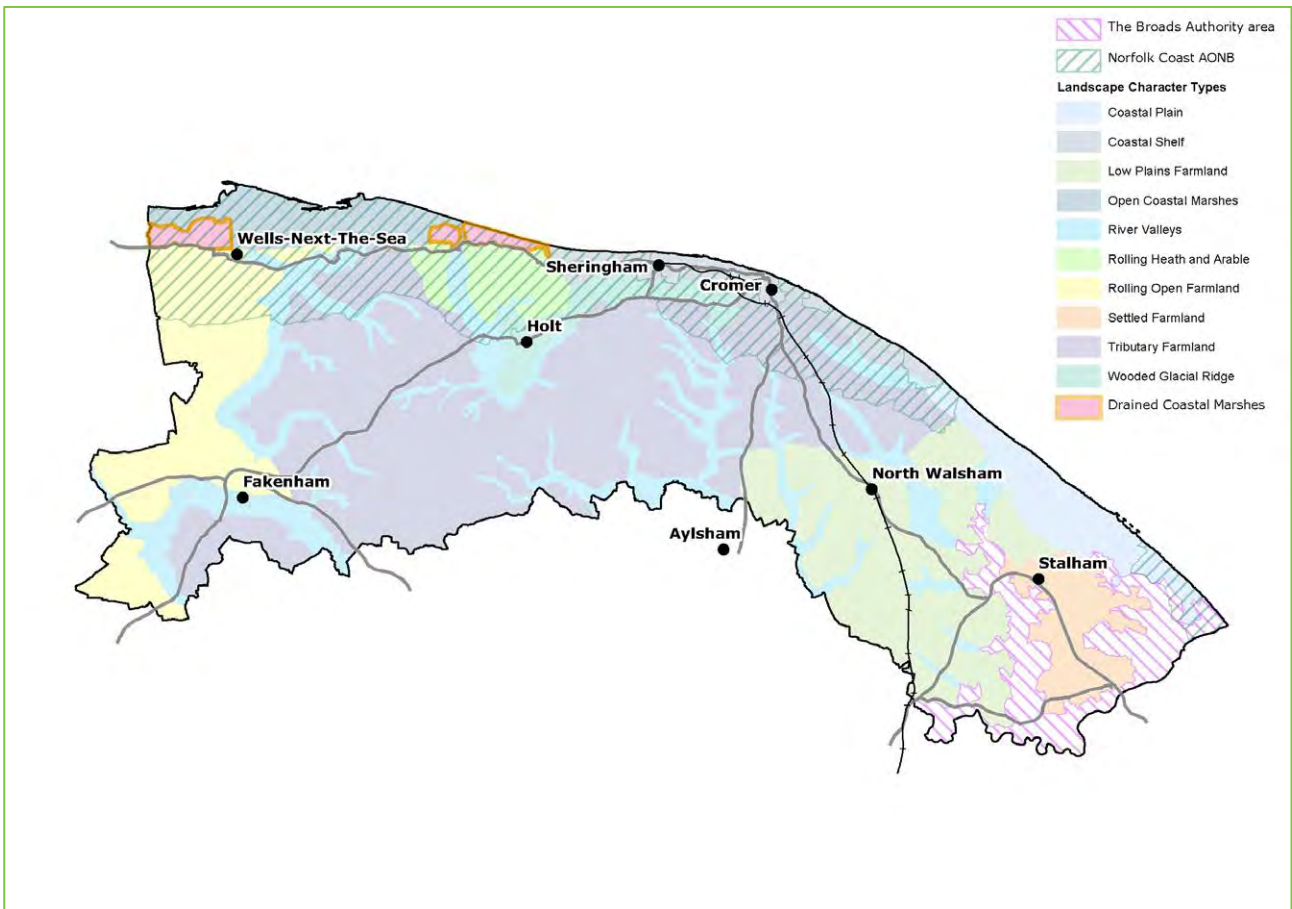 The Broads Authority area
Norfolk Coast AONB
Landscape Character Types
Coastal Plain
Coastal Shelf
Low Plains Farmland
Open Coastal Marshes
River Valleys
Rolling Heath and Arable
Rolling Open Farmland
Settled Farmland
Tributary Farmland
Wooded Glacial Ridge
Drained Coastal Marshes
Wells-Next-The-Sea
Sheringham
Cromer
Holt
Fakenham
North Walsham
Aylsham
Stalham